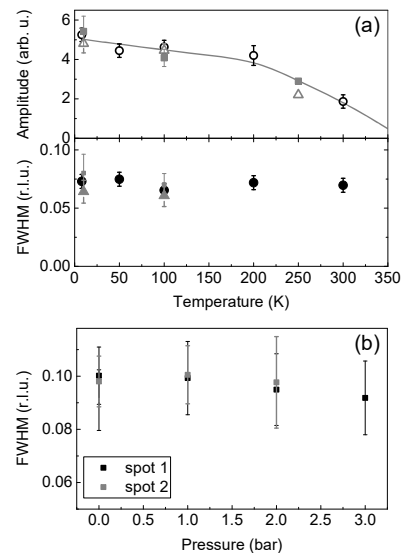 (a)
Amplitude (arb. u.)
6
4
2
0
FWHM (r.l.u.)
0.10
0.05
0.00
0 50 100 150 200 250 300 350
Temperature (K)
(b)
FWHM (r.l.u.)
0.10
0.08
0.06
spot 1
spot 2
0.0 0.5 1.0 1.5 2.0 2.5 3.0
Pressure (bar)